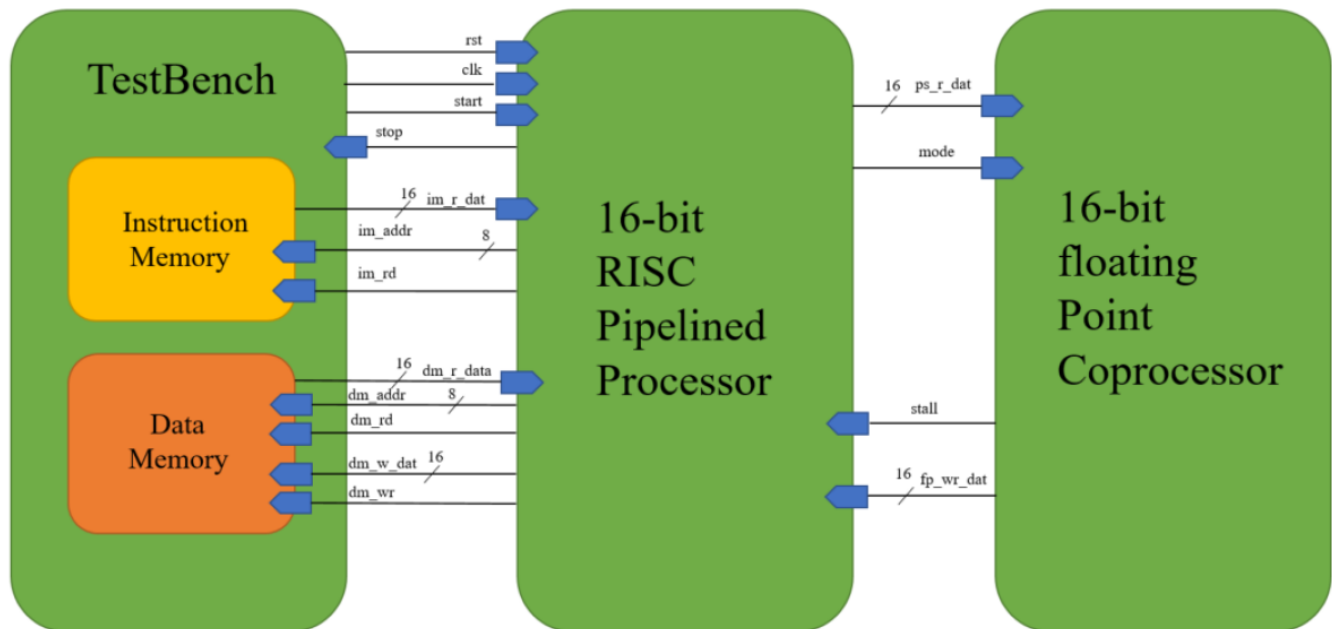 TestBench
rst
clk
start
stop
Instruction
Memory
16 im_r_dat
im_addr 8
im_rd
Data
Memory
16 dm_r_data
dm_addr 8
dm_rd
dm_w_dat 16
dm_wr
16-bit
RISC
Pipelined
Processor
16 ps_r_dat
mode
stall
16 fp_wr_dat
16-bit
floating
Point
Coprocessor